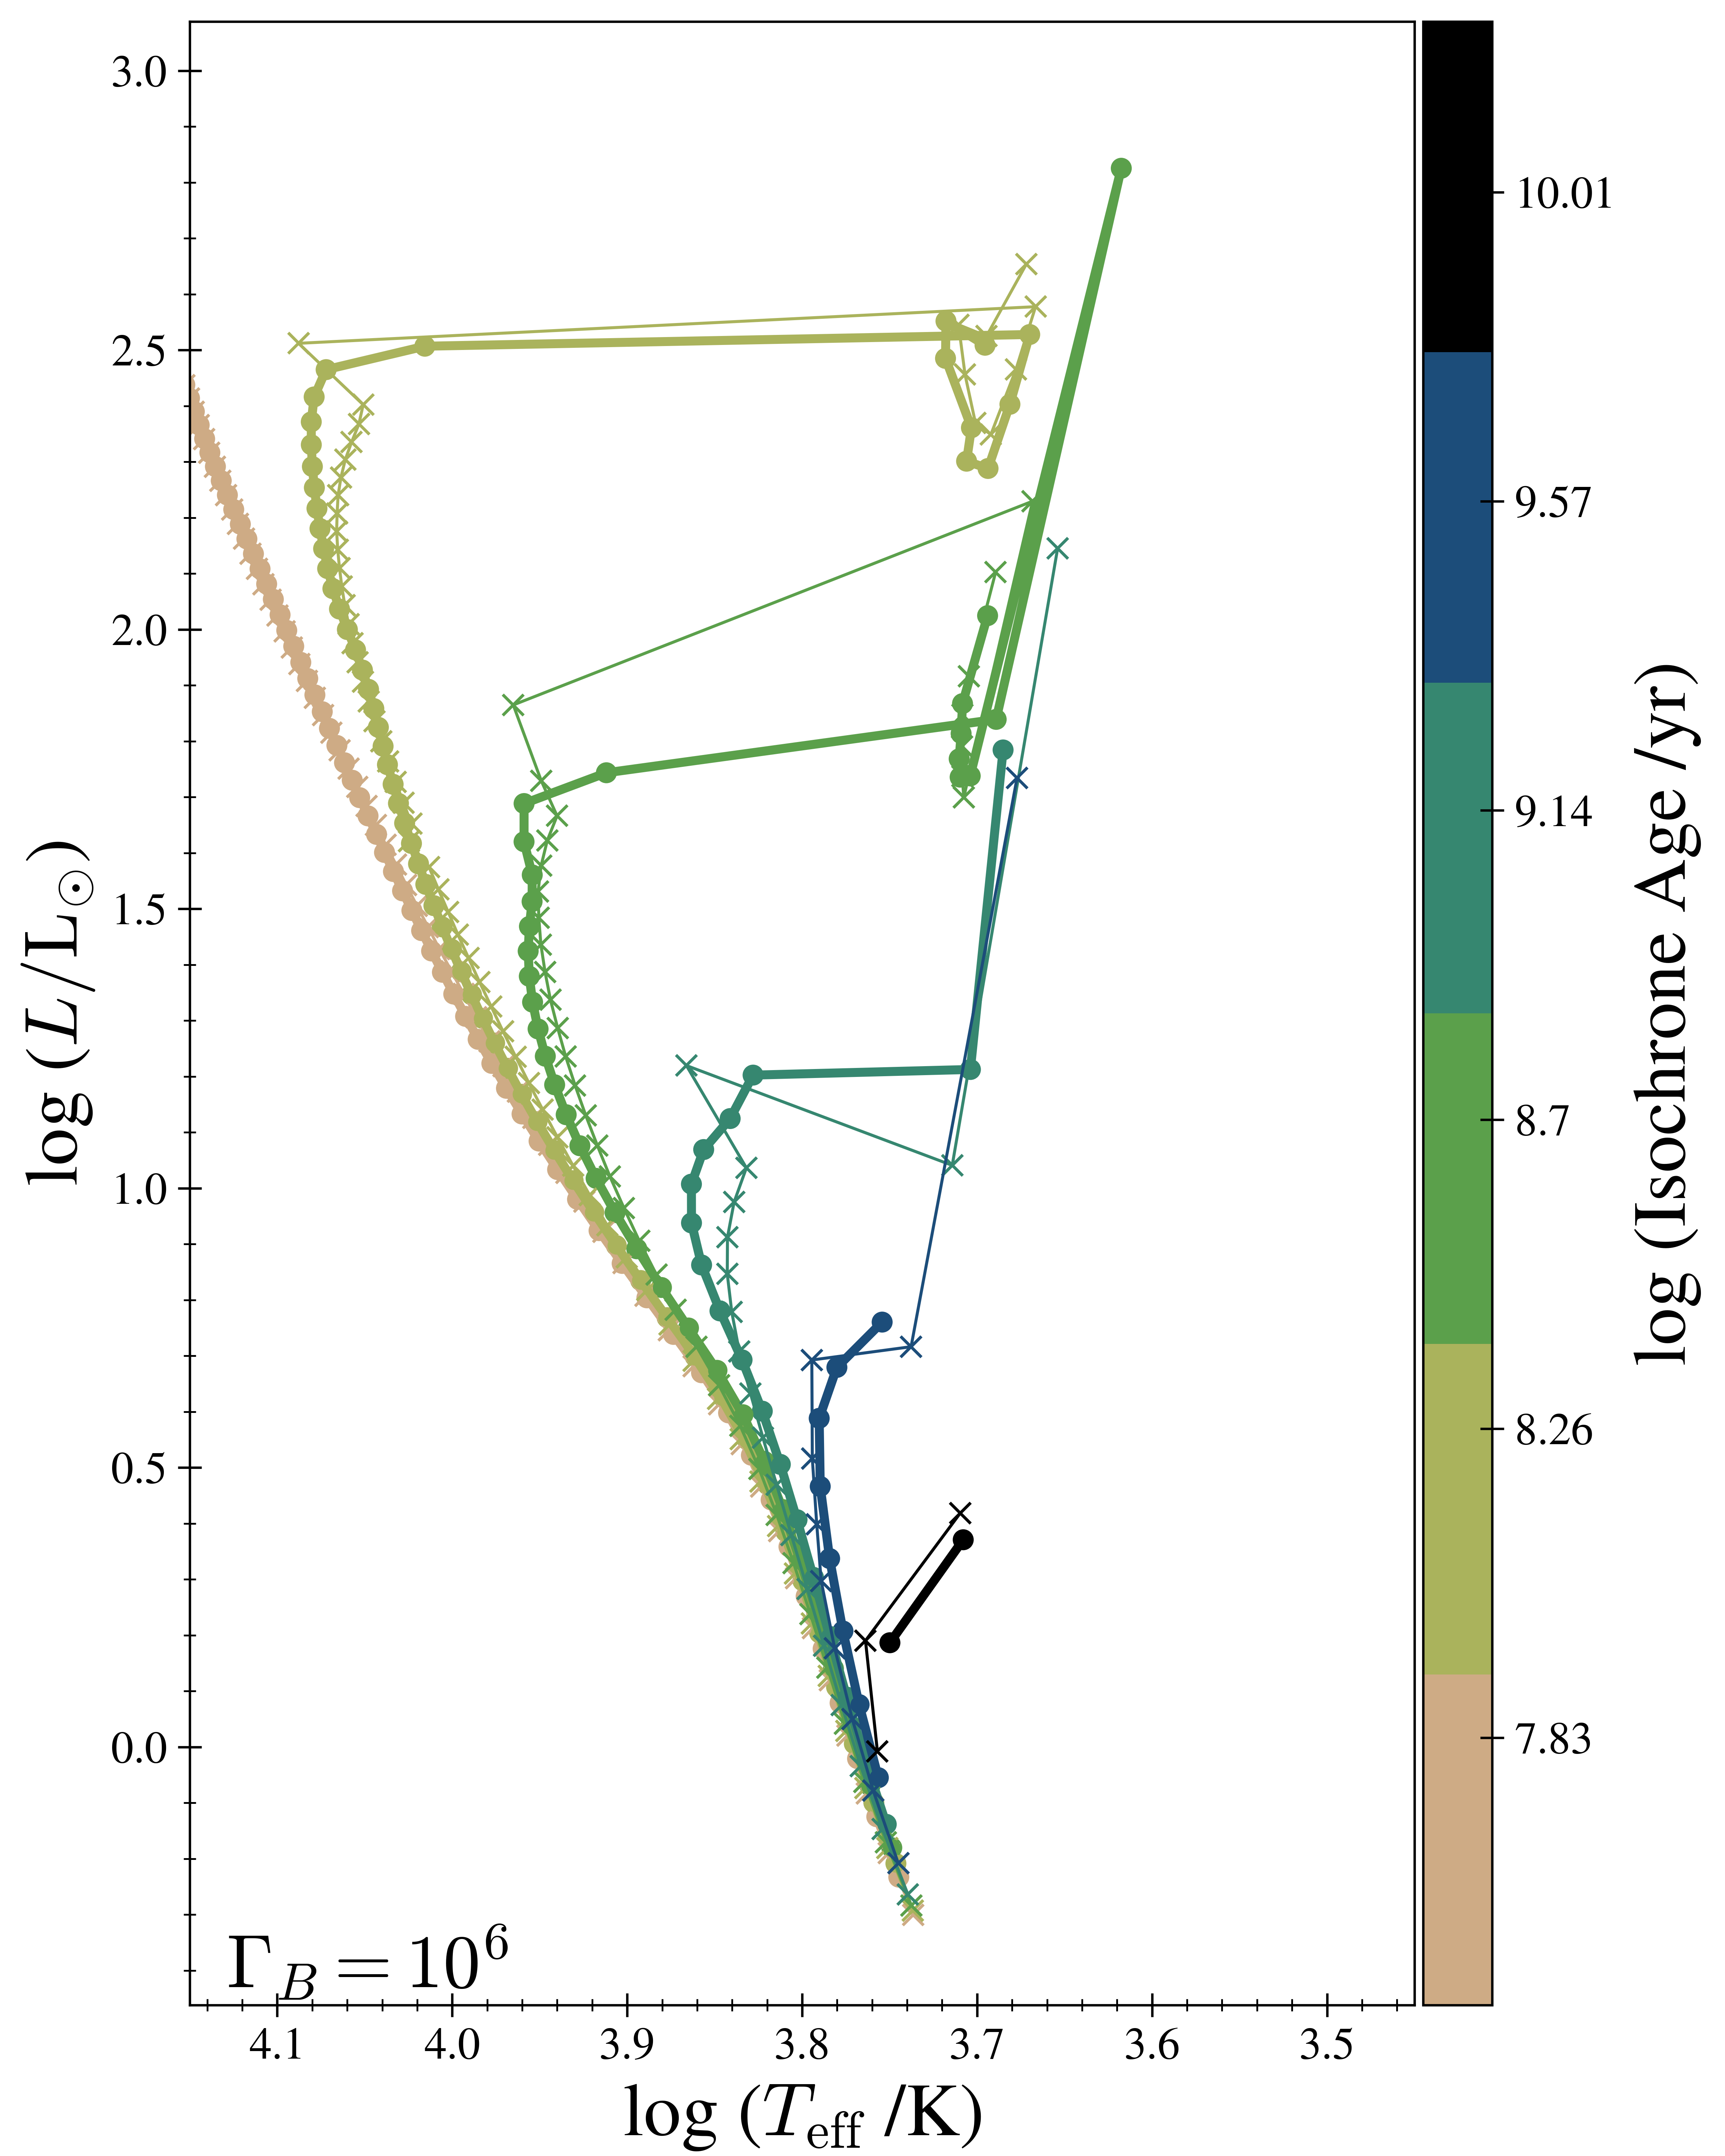 3.0
2.5
2.0
1.5
1.0
0.5
0.0
log (L//L☉)
Γ_B = 10⁶
4.1 4.0 3.9 3.8 3.7 3.6 3.5
log (T_eff /K)
10.01
9.57
9.14
8.7
8.26
7.83
log (Isochrone Age /yr)